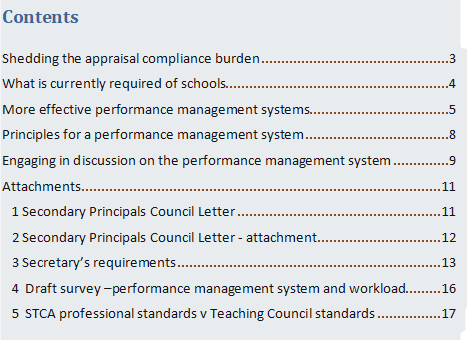 Contents
Shedding the appraisal compliance burden............................................3
What is currently required of schools....................................................4
More effective performance management systems................................5
Principles for a performance management system.................................8
Engaging in discussion on the performance management system............9
Attachments........................................................................................11
1 Secondary Principals Council Letter..................................................11
2 Secondary Principals Council Letter - attachment..............................12
3 Secretary’s requirements.................................................................13
4 Draft survey –performance management system and workload.........16
5 STCA professional standards v Teaching Council standards................17